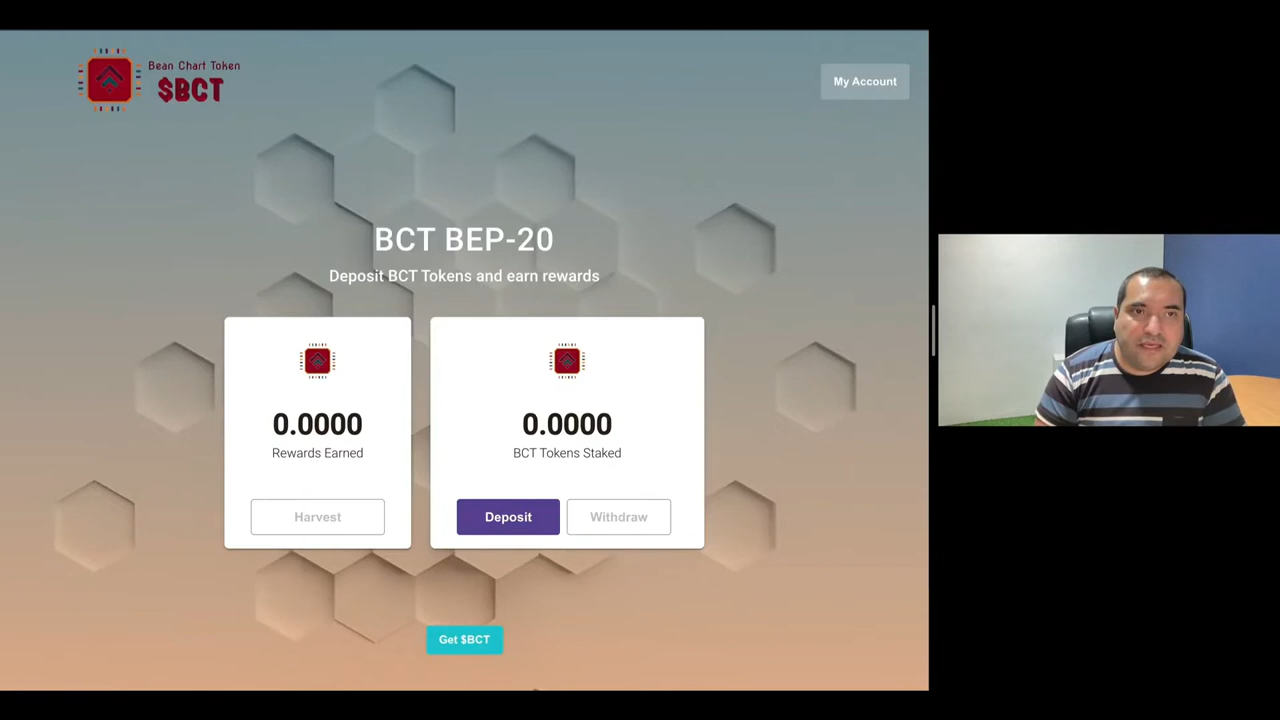 Bean Chart Token
$BCT
My Account
BCT BEP-20
Deposit BCT Tokens and earn rewards
0.0000
Rewards Earned
Harvest
0.0000
BCT Tokens Staked
Deposit
Withdraw
Get $BCT